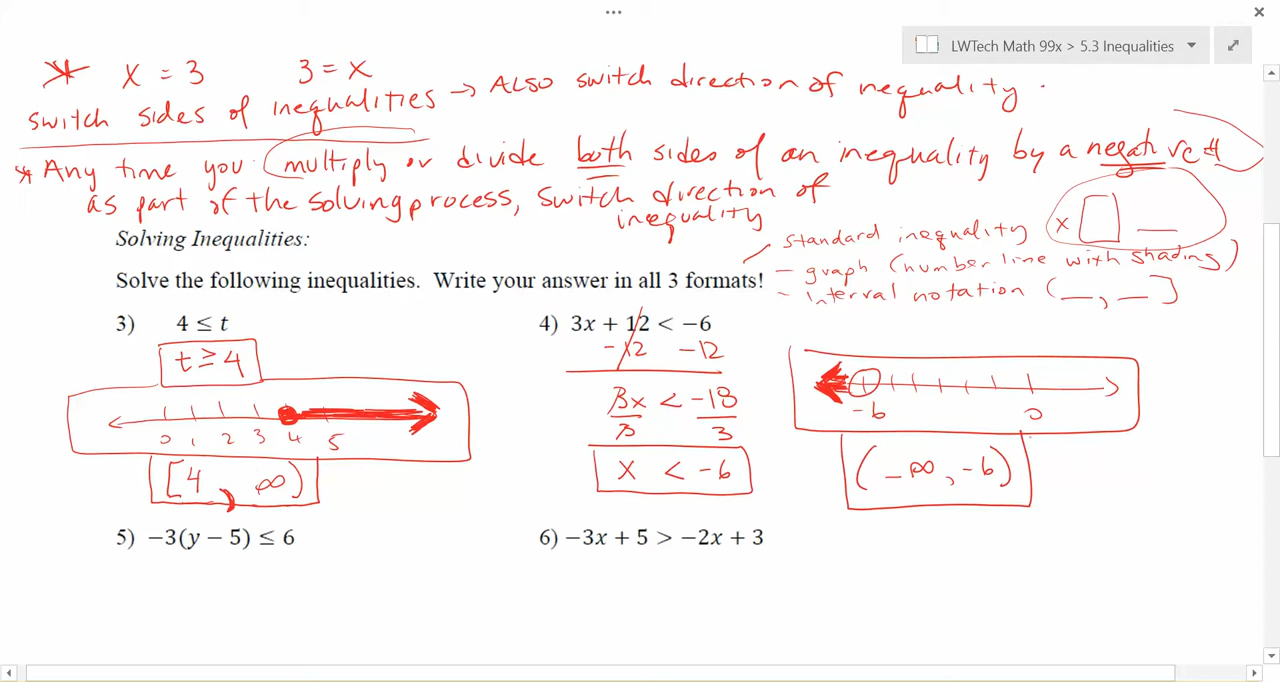 LWTech Math 99x > 5.3 Inequalities
* x = 3 3 = x
switch sides of inequalities → Also switch direction of inequality.
* Any time you multiply or divide both sides of an inequality by a negative #
as part of the solving process, switch direction of
inequality
Solving Inequalities:
standard inequality x □ __
Solve the following inequalities. Write your answer in all 3 formats!
- graph (number line with shading)
- Interval notation (__, __]
3) 4 ≤ t
t ≥ 4
0 1 2 3 4 5
[4, ∞)
4) 3x + 12 < −6
-12 -12
3x < -18
3 3
x < -6
-6 0
(-∞, -6)
5) −3(y − 5) ≤ 6
6) −3x + 5 > −2x + 3